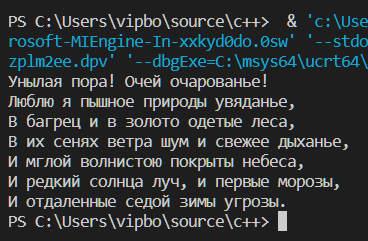 PS C:\Users\vipbo\source\c++>  & 'c:\Use
rosoft-MIEngine-In-xxkyd0do.0sw' '--stdo
zplm2ee.dpv' '--dbgExe=C:\msys64\ucrt64\
Унылая пора! Очей очарованье!
Люблю я пышное природы увяданье,
В багрец и в золото одетые леса,
В их сенях ветра шум и свежее дыханье,
И мглой волнистою покрыты небеса,
И редкий солнца луч, и первые морозы,
И отдаленные седой зимы угрозы.
PS C:\Users\vipbo\source\c++>